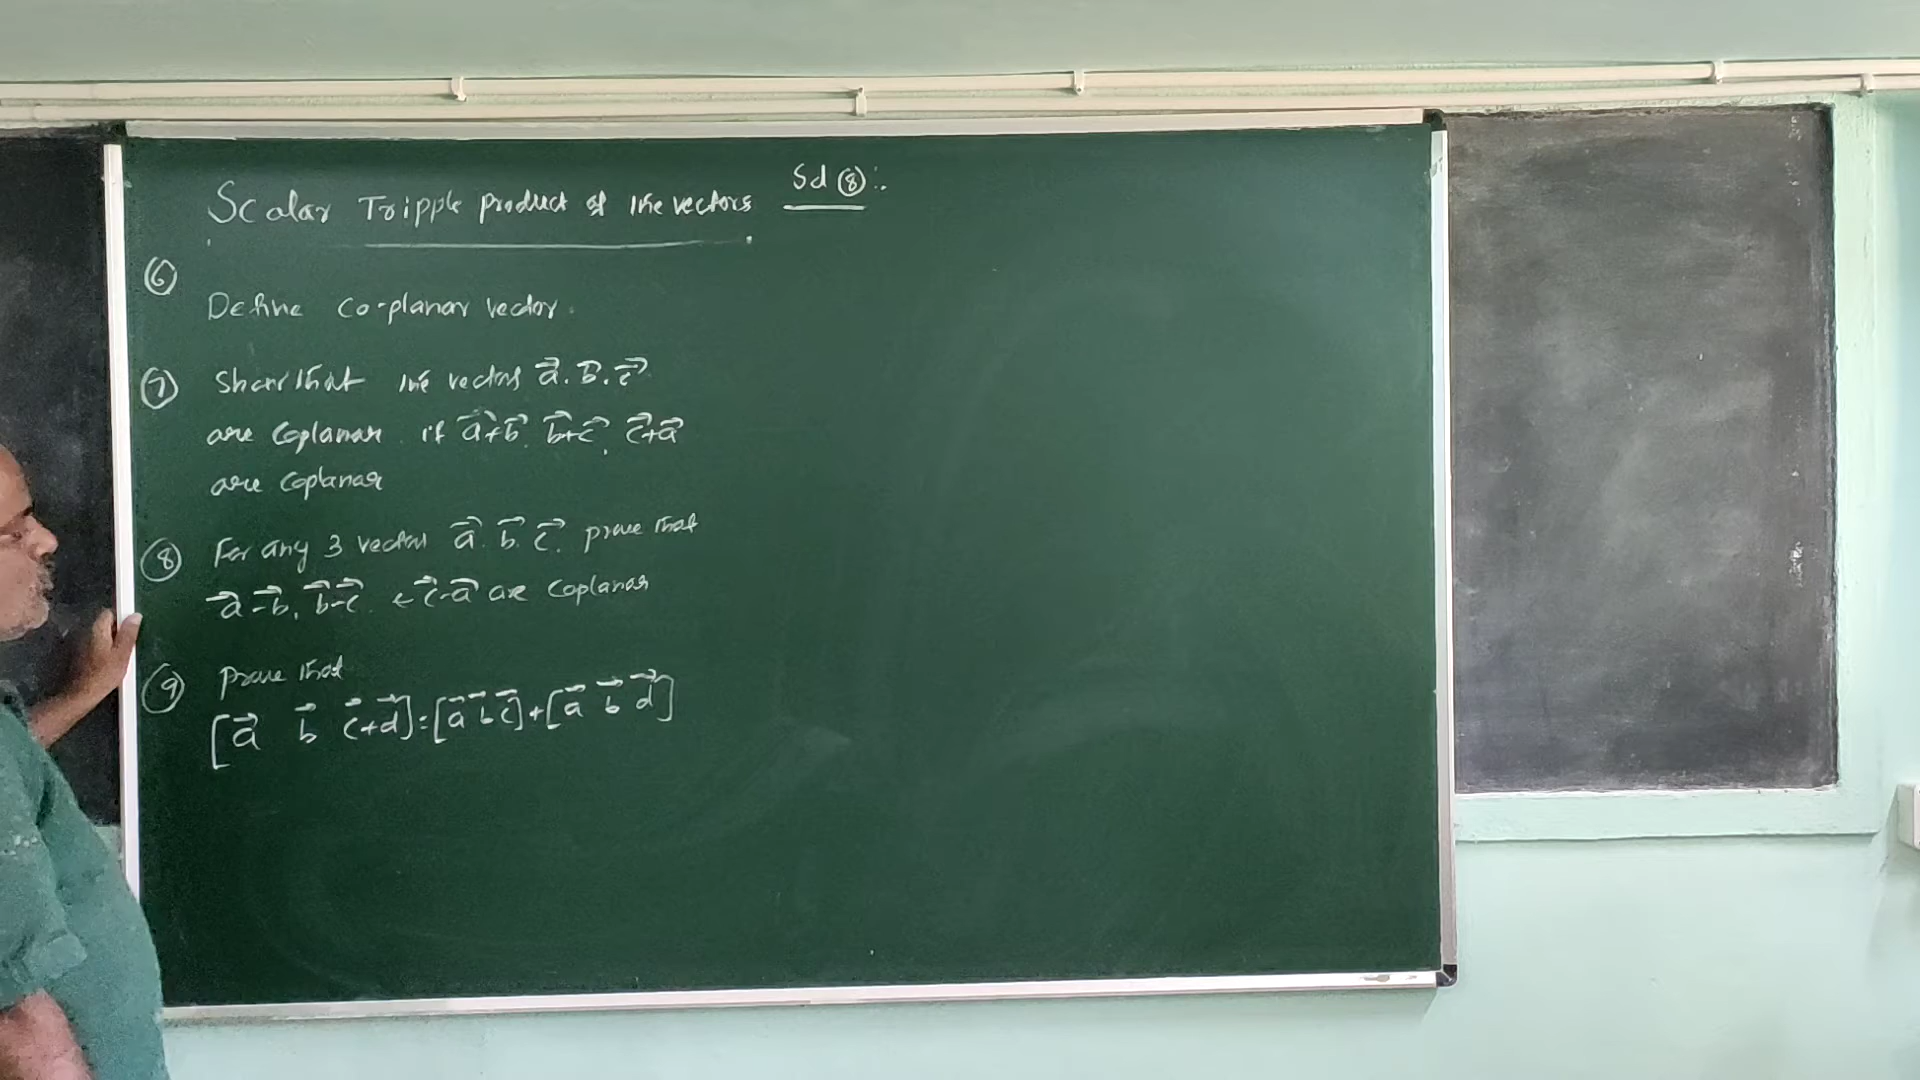 Scalar Tripple product of the vectors
Sol ⑧:.
⑥
Define co-planar vector.
⑦ Show that the vectors a⃗, b⃗, c⃗
are coplanar if a⃗+b⃗, b⃗+c⃗, c⃗+a⃗
are coplanar
⑧ For any 3 vectors a⃗, b⃗, c⃗, prove that
a⃗-b⃗, b⃗-c⃗, & c⃗-a⃗ are coplanar
⑨ prove that
[a⃗ b⃗ c⃗+d⃗]=[a⃗ b⃗ c⃗]+[a⃗ b⃗ d⃗]